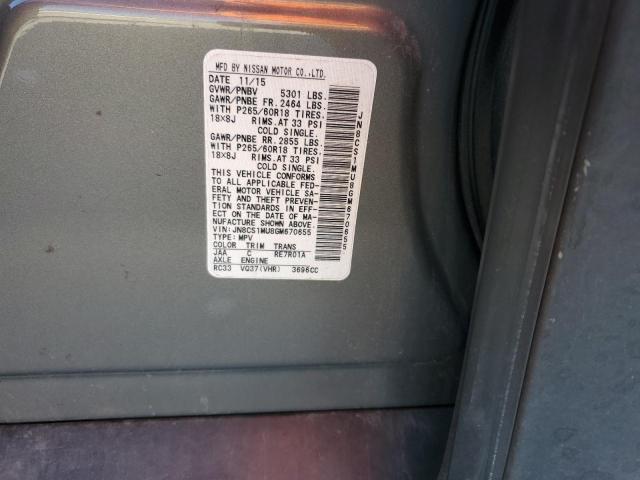 MFD BY NISSAN MOTOR CO.,LTD.
DATE 11/15
GVWR/PNBV 5301 LBS.
GAWR/PNBE FR. 2464 LBS.
WITH P265/60R18 TIRES,
18x8J RIMS.AT 33 PSI
COLD SINGLE.
GAWR/PNBE RR. 2855 LBS.
WITH P265/60R18 TIRES,
18x8J RIMS.AT 33 PSI
COLD SINGLE.
THIS VEHICLE CONFORMS
TO ALL APPLICABLE FED-
ERAL MOTOR VEHICLE SA-
FETY AND THEFT PREVENTION
STANDARDS IN EFF-
ECT ON THE DATE OF MA-
NUFACTURE SHOWN ABOVE.
VIN:JN8CS1MU8GM670655
TYPE: MPV
COLOR TRIM TRANS
JAA C RE7R01A
AXLE ENGINE
RC33 VQ37(VHR) 3696CC
JN8CS1MU8GM670655